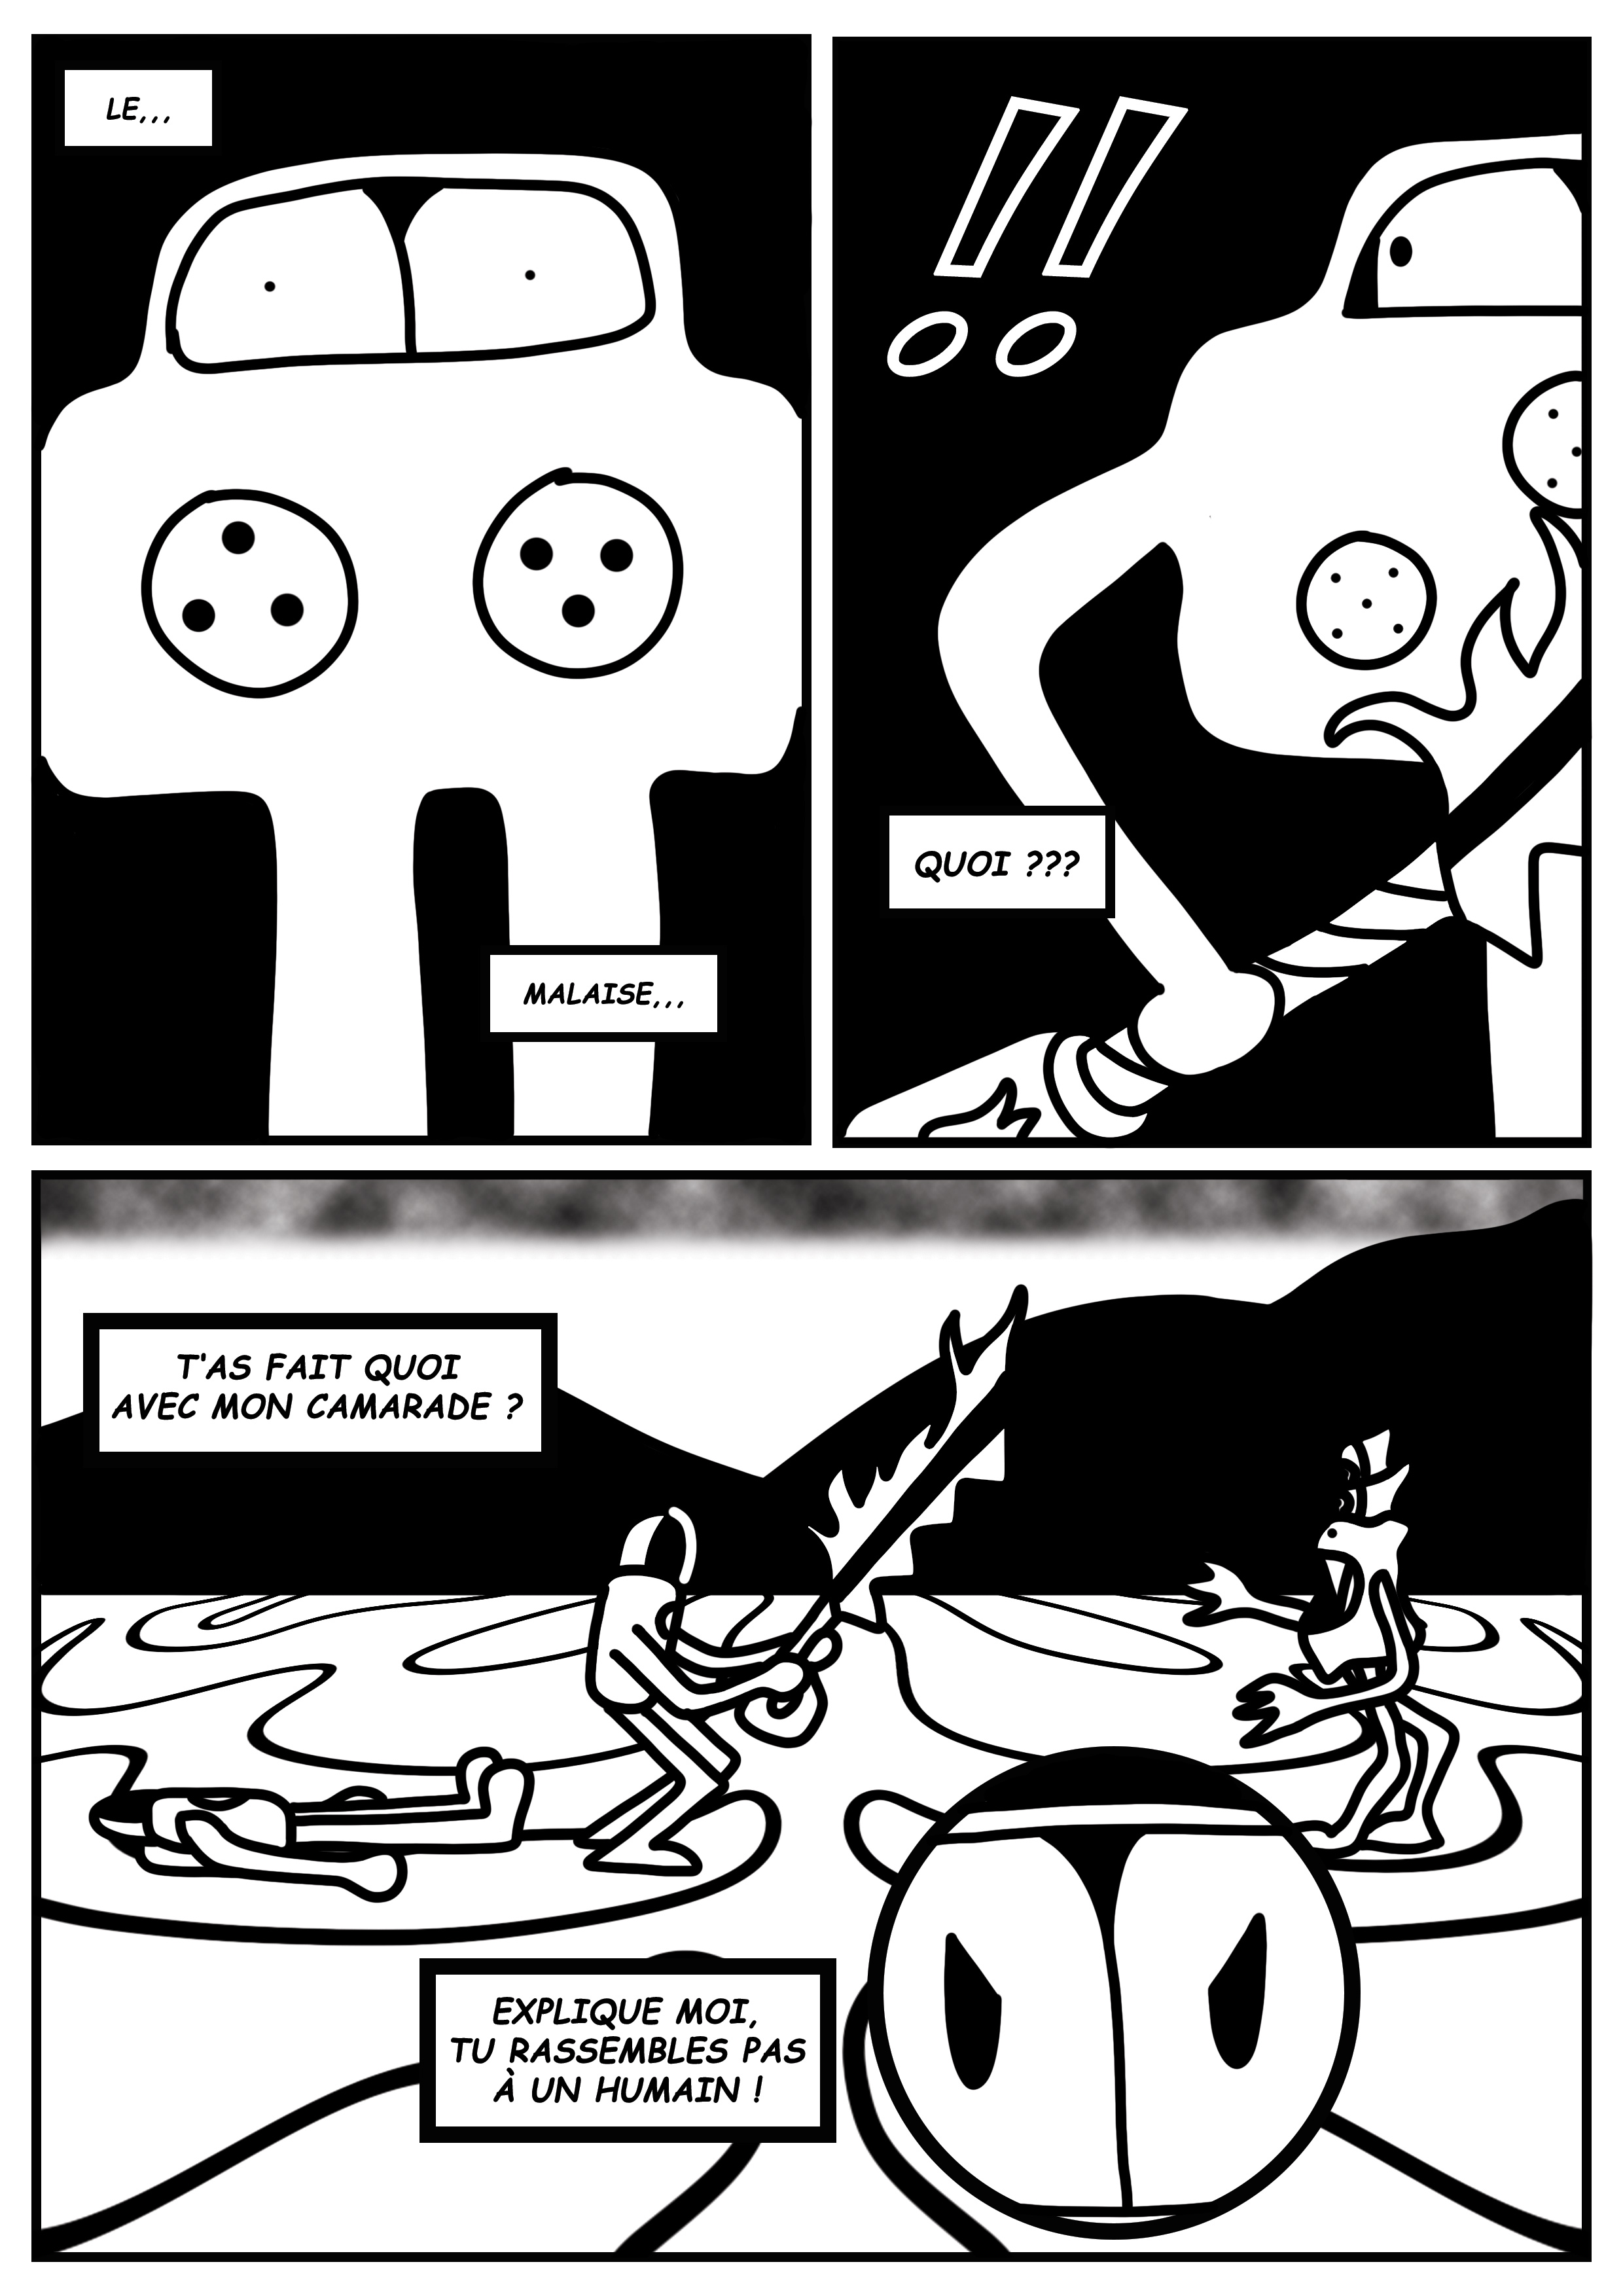 LE,,,
MALAISE,,,
!!
QUOI ???
T'AS FAIT QUOI
AVEC MON CAMARADE ?
EXPLIQUE MOI,
TU RASSEMBLES PAS
À UN HUMAIN !